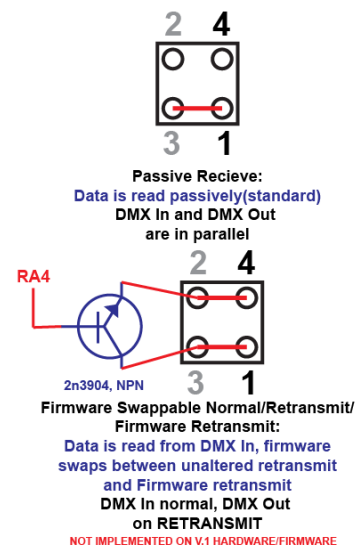 2 4
3 1
Passive Recieve:
Data is read passively(standard)
DMX In and DMX Out
are in parallel
RA4
2 4
3 1
2n3904, NPN
Firmware Swappable Normal/Retransmit/
Firmware Retransmit:
Data is read from DMX In, firmware
swaps between unaltered retransmit
and Firmware retransmit
DMX In normal, DMX Out
on RETRANSMIT
NOT IMPLEMENTED ON V.1 HARDWARE/FIRMWARE